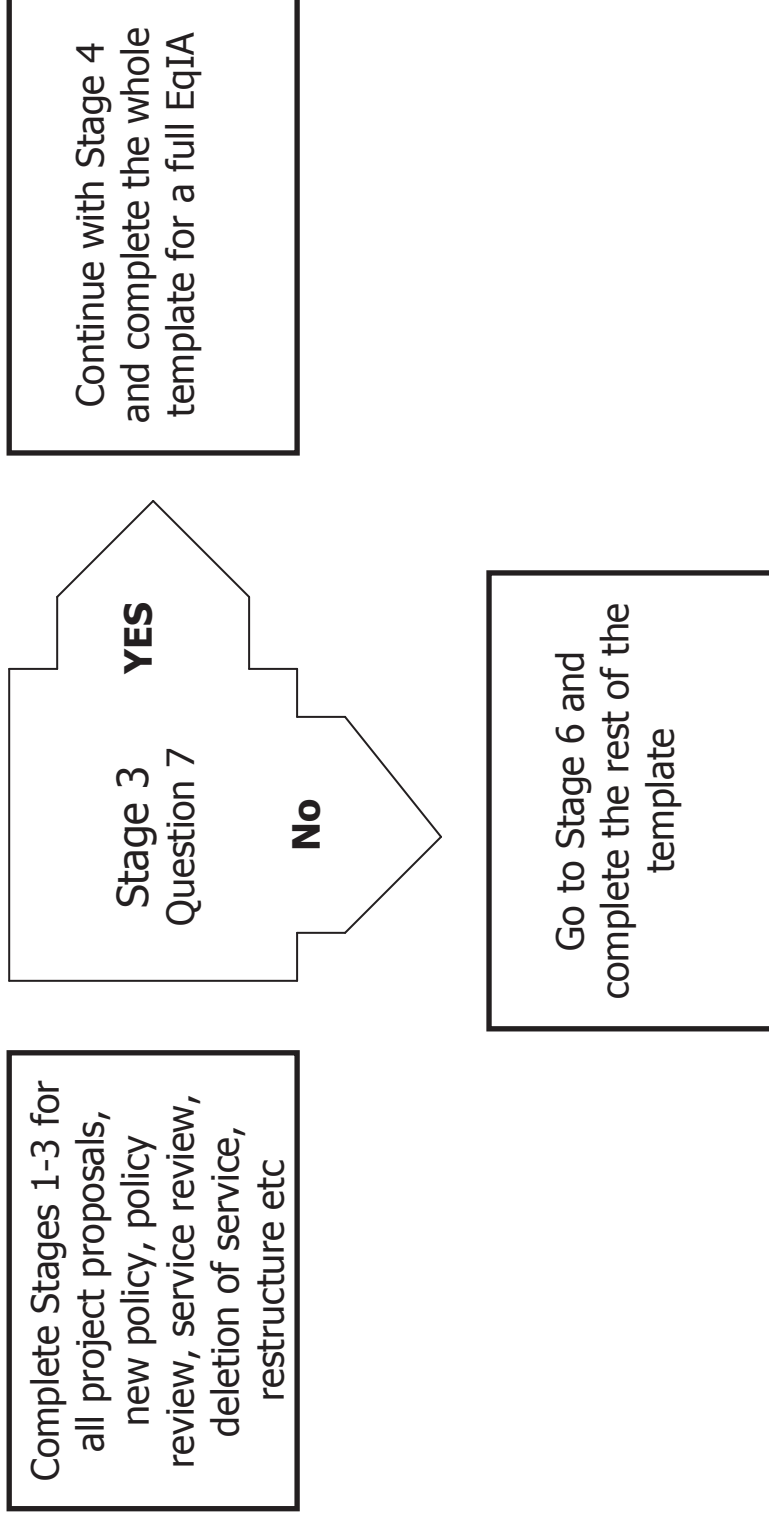 Complete Stages 1-3 for
all project proposals,
new policy, policy
review, service review,
deletion of service,
restructure etc
Stage 3
Question 7
YES
No
Continue with Stage 4
and complete the whole
template for a full EqIA
Go to Stage 6 and
complete the rest of the
template